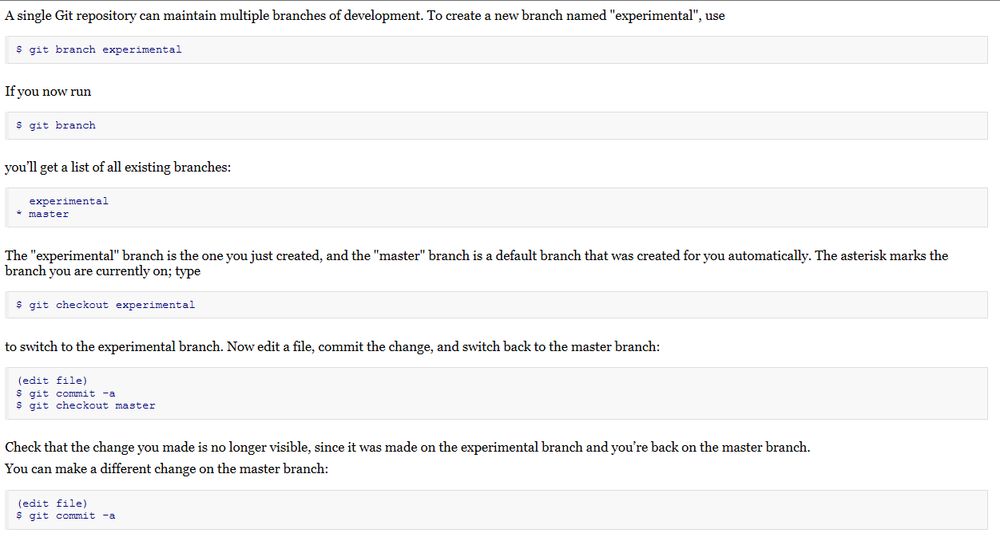 A single Git repository can maintain multiple branches of development. To create a new branch named "experimental", use
$ git branch experimental
If you now run
$ git branch
you’ll get a list of all existing branches:
  experimental
* master
The "experimental" branch is the one you just created, and the "master" branch is a default branch that was created for you automatically. The asterisk marks the
branch you are currently on; type
$ git checkout experimental
to switch to the experimental branch. Now edit a file, commit the change, and switch back to the master branch:
(edit file)
$ git commit -a
$ git checkout master
Check that the change you made is no longer visible, since it was made on the experimental branch and you’re back on the master branch.
You can make a different change on the master branch:
(edit file)
$ git commit -a